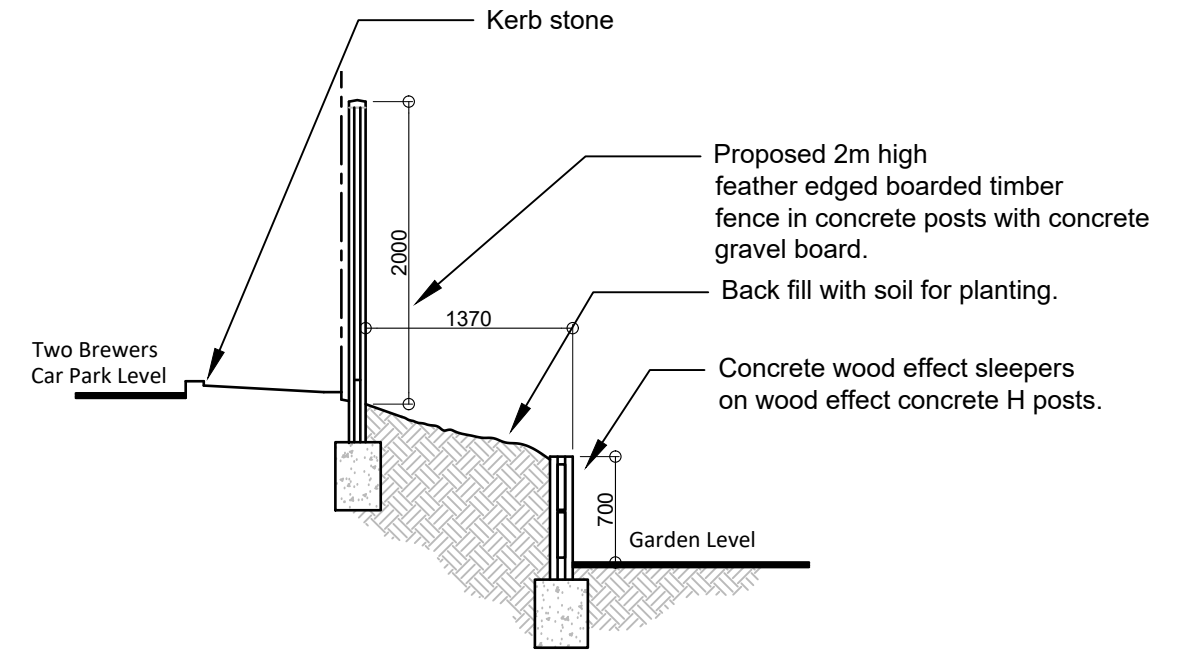 Kerb stone
Proposed 2m high
feather edged boarded timber
fence in concrete posts with concrete
gravel board.
2000
Back fill with soil for planting.
1370
Two Brewers
Car Park Level
Concrete wood effect sleepers
on wood effect concrete H posts.
700
Garden Level